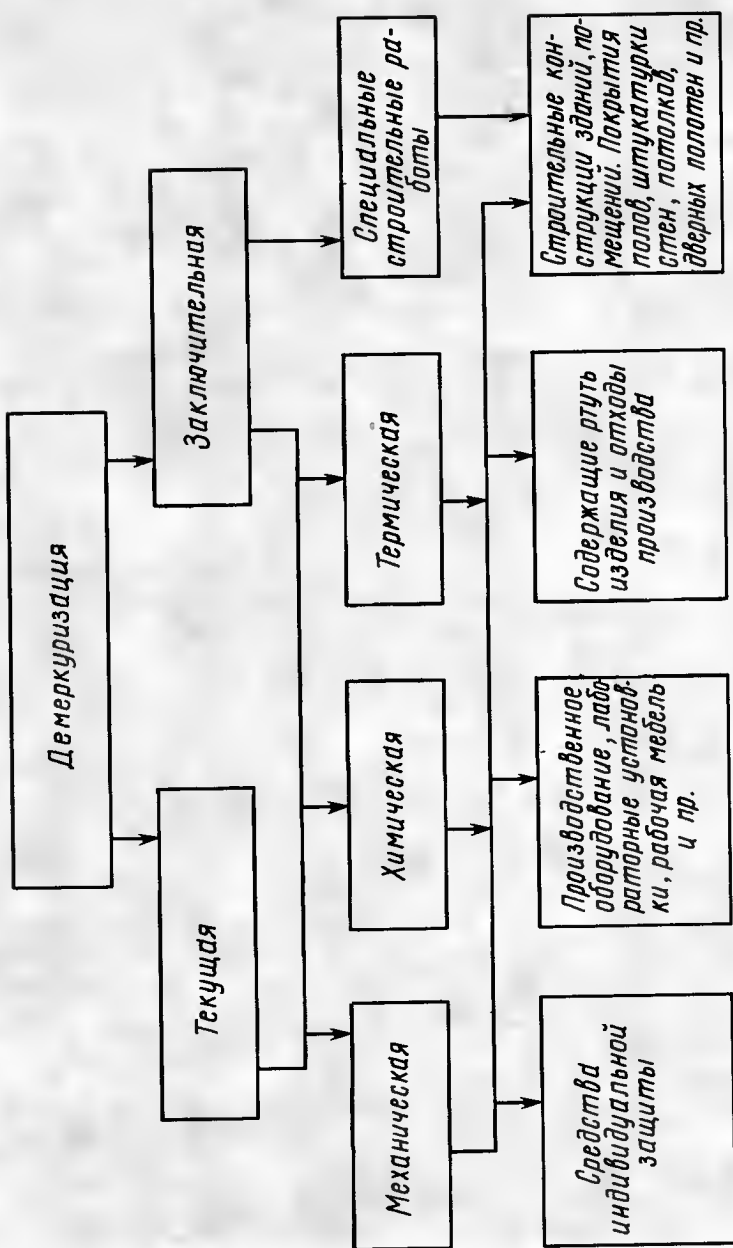 Демеркуризация
Текущая
Заключительная
Механическая
Химическая
Термическая
Специальные
строительные ра-
боты
Средства
индивидуальной
защиты
Производственное
оборудование, лабо-
раторные установ-
ки, рабочая мебель
и пр.
Содержащие ртуть
изделия и отходы
производства
Строительные кон-
струкции зданий, по-
мещений. Покрытия
полов, штукатурки
стен, потолков,
дверных полотен и пр.